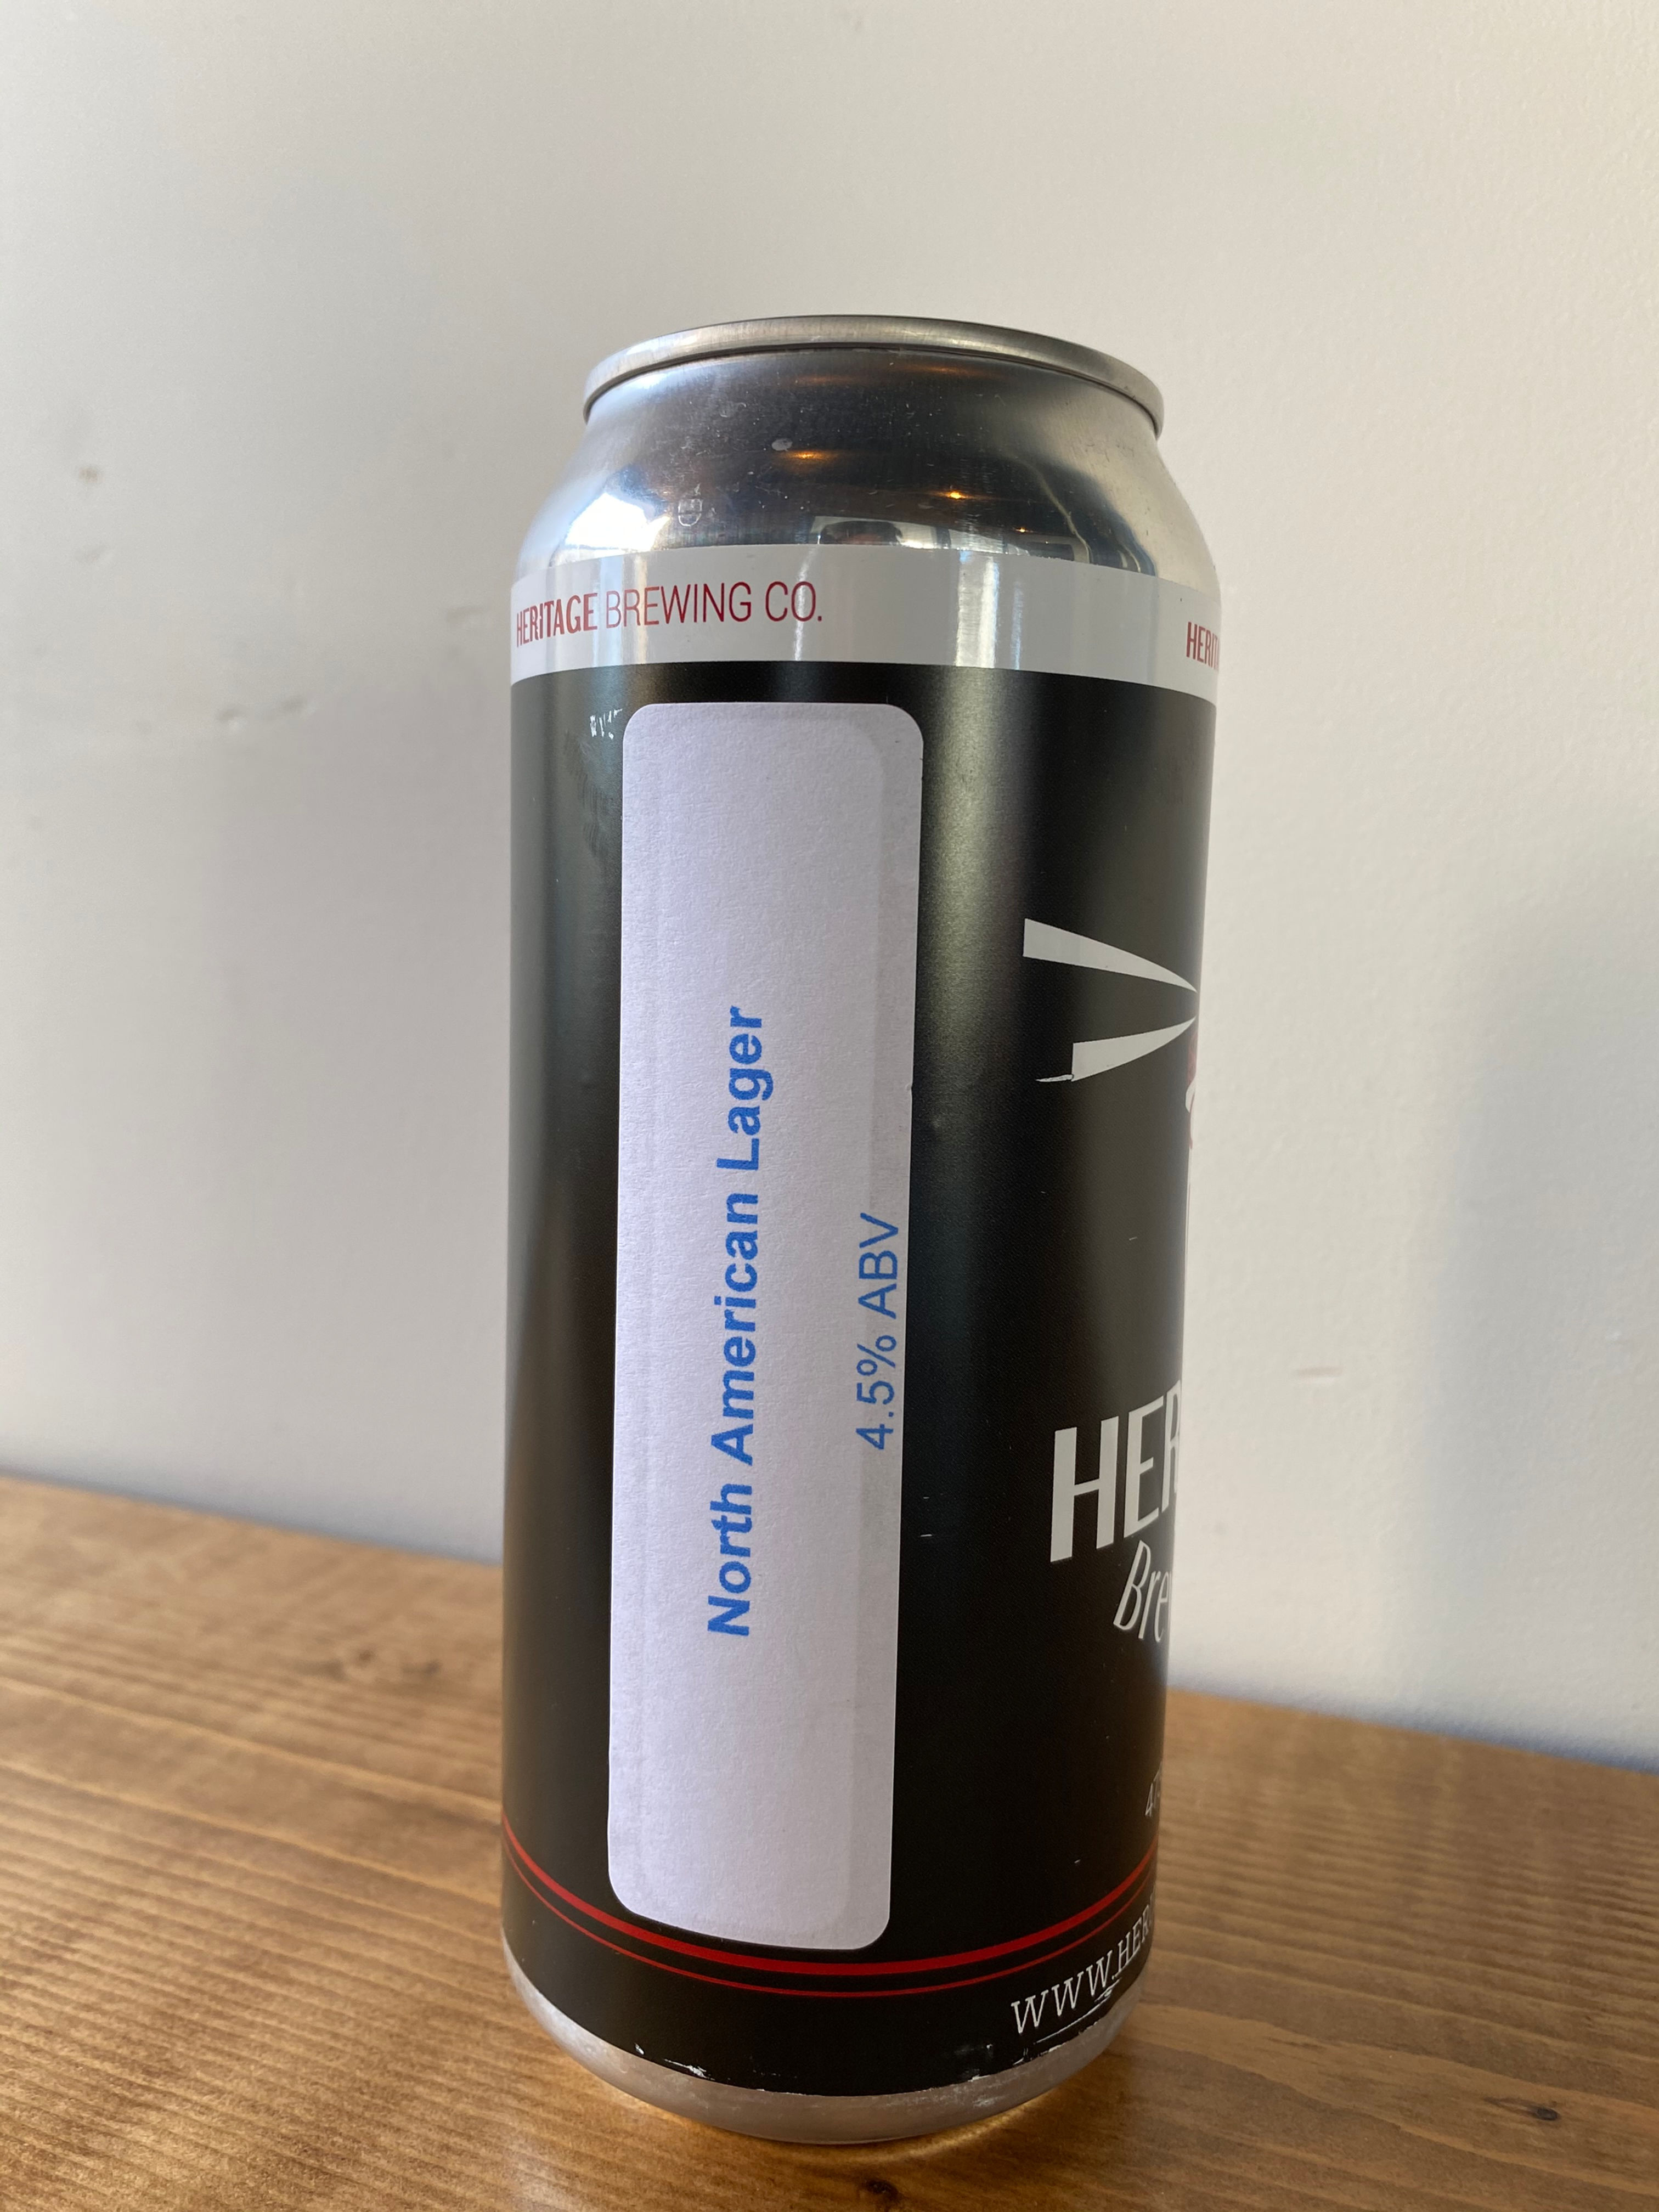 HERITAGE BREWING CO.
North American Lager
4.5% ABV